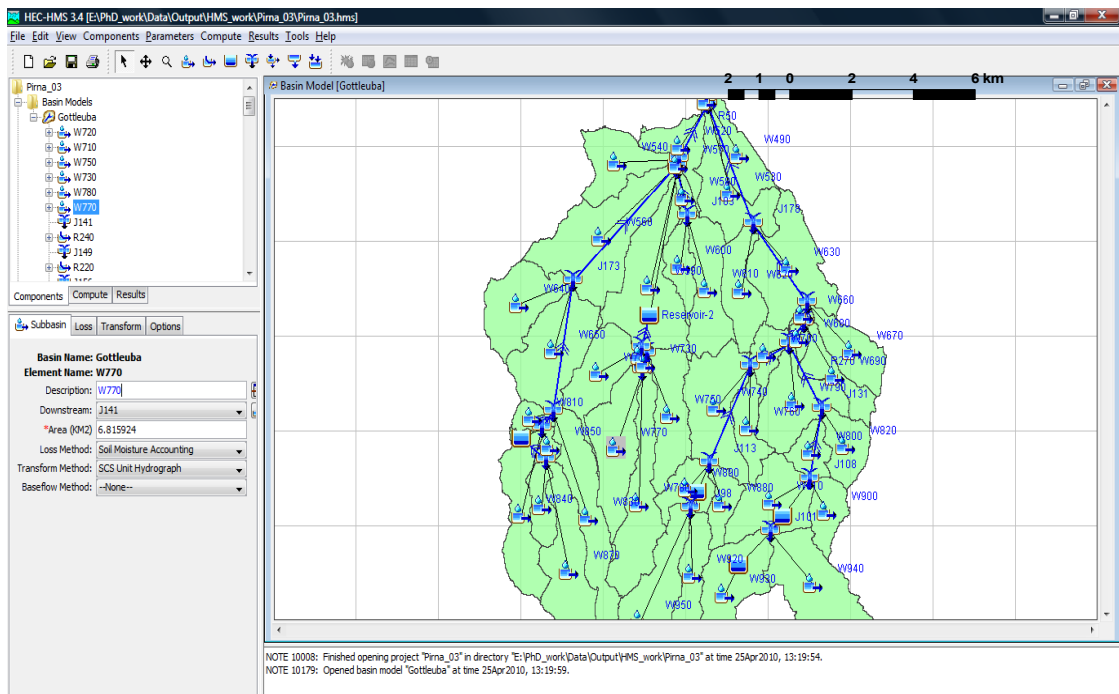 HEC-HMS 3.4 [E:\PhD_work\Data\Output\HMS_work\Pirna_03\Pirna_03.hms]
File Edit View Components Parameters Compute Results Tools Help
Pirna_03
Basin Models
Gottleuba
W720
W710
W750
W730
W780
W770
J141
R240
J149
R220
Components Compute Results
Subbasin Loss Transform Options
Basin Name: Gottleuba
Element Name: W770
Description: W770
Downstream: J141
*Area (KM2) 6.815924
Loss Method: Soil Moisture Accounting
Transform Method: SCS Unit Hydrograph
Baseflow Method: --None--
Basin Model [Gottleuba]
2 1 0 2 4 6 km
R50
W520
W490
W540
W530
J178
W560
W600
W630
J173
W610
W640
W660
Reservoir-2
W680
W670
W650
W730
R270
W690
W740
W790
J131
W810
W750
W760
W850
W770
W820
J113
W800
J108
W890
W880
W840
W830
J98
W900
J101
W870
W920
W930
W940
W950
NOTE 10008: Finished opening project "Pirna_03" in directory "E:\PhD_work\Data\Output\HMS_work\Pirna_03" at time 25Apr2010, 13:19:54.
NOTE 10179: Opened basin model "Gottleuba" at time 25Apr2010, 13:19:59.